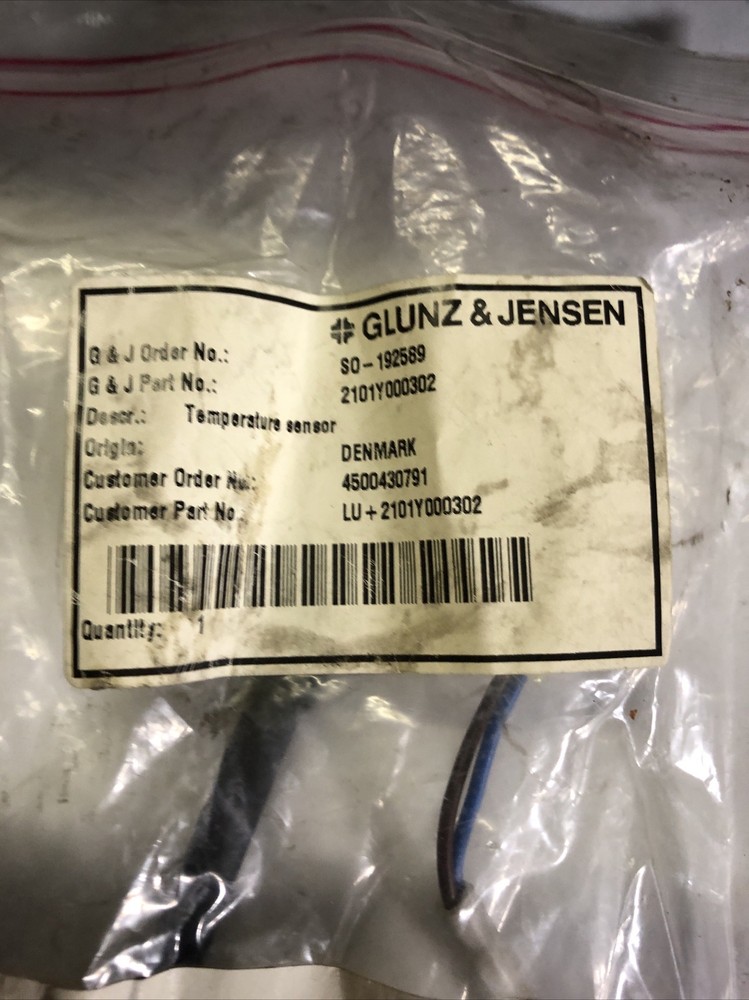 GLUNZ & JENSEN
G & J Order No.: SO-192589
G & J Part No.: 2101Y000302
Descr.: Temperature sensor
Origin: DENMARK
Customer Order No.: 4500430791
Customer Part No.: LU+2101Y000302
Quantity: 1